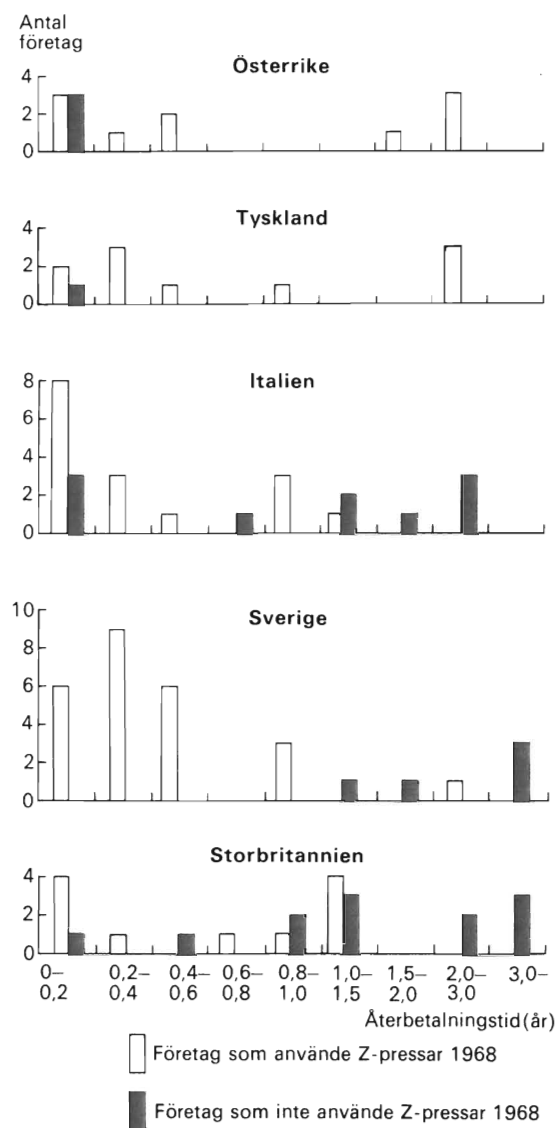 Antal
företag
Österrike
4
2
0
Tyskland
4
2
0
Italien
8
6
4
2
0
Sverige
10
8
6
4
2
0
Storbritannien
4
2
0
0– 0,2– 0,4– 0,6– 0,8– 1,0– 1,5– 2,0– 3,0–
0,2 0,4 0,6 0,8 1,0 1,5 2,0 3,0
Återbetalningstid (år)
Företag som använde Z-pressar 1968
Företag som inte använde Z-pressar 1968